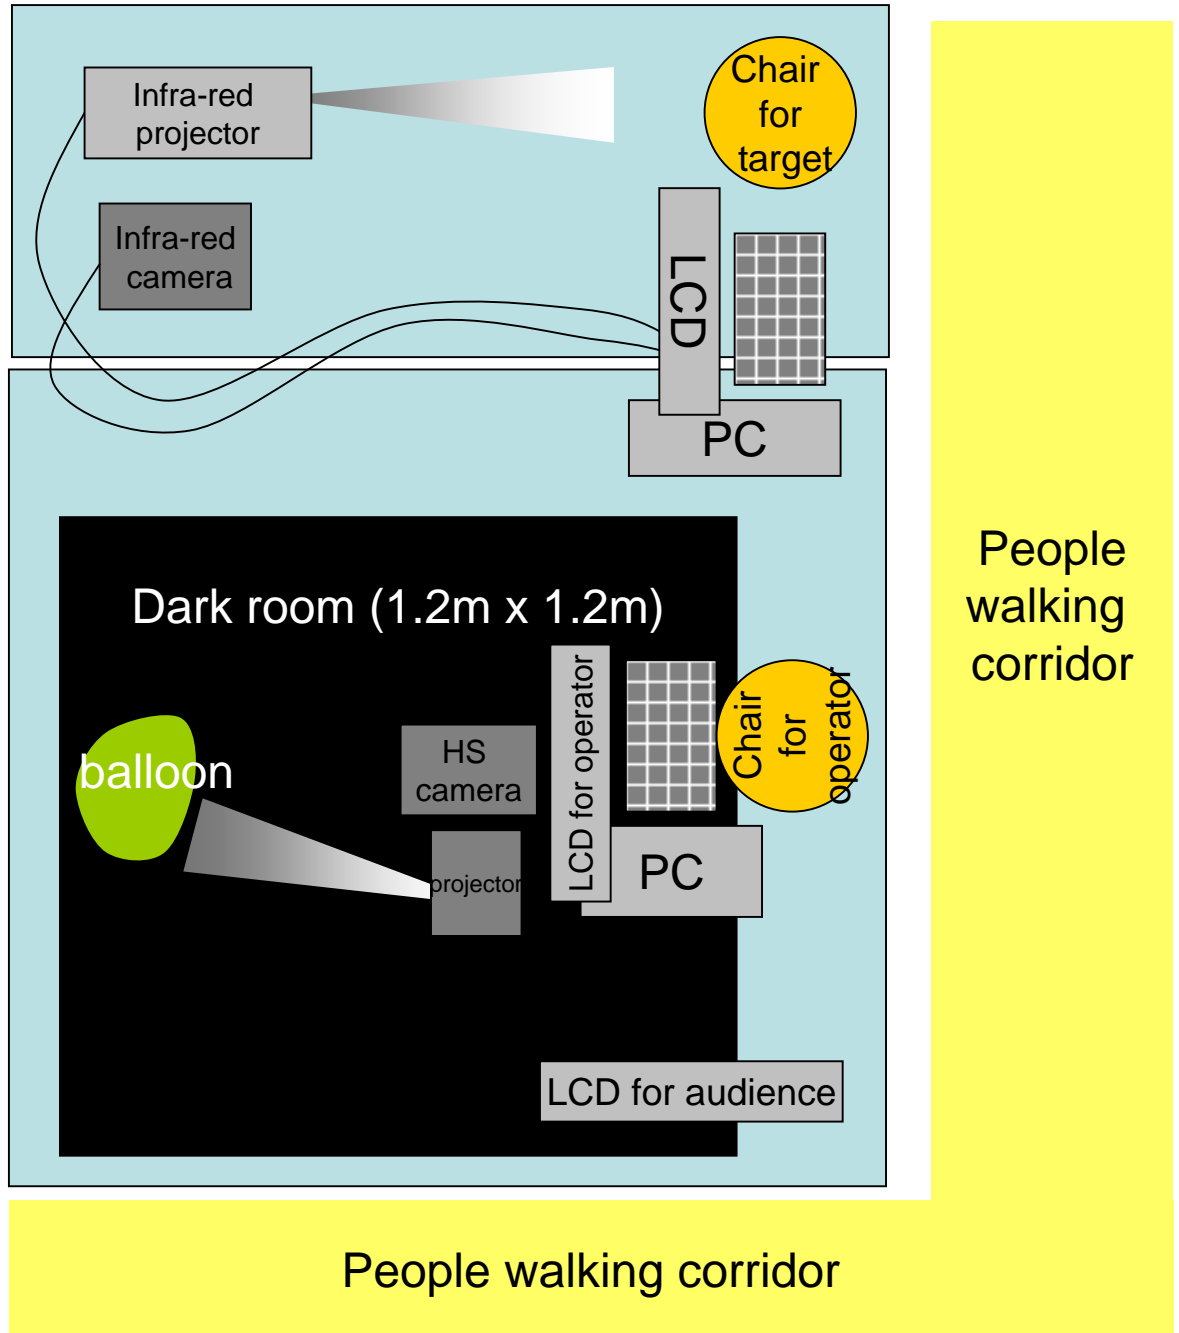 Infra-red
projector
Chair
for
target
Infra-red
camera
LCD
PC
Dark room (1.2m x 1.2m)
People
walking
corridor
LCD for operator
Chair
for
operator
HS
camera
balloon
projector
PC
LCD for audience
People walking corridor